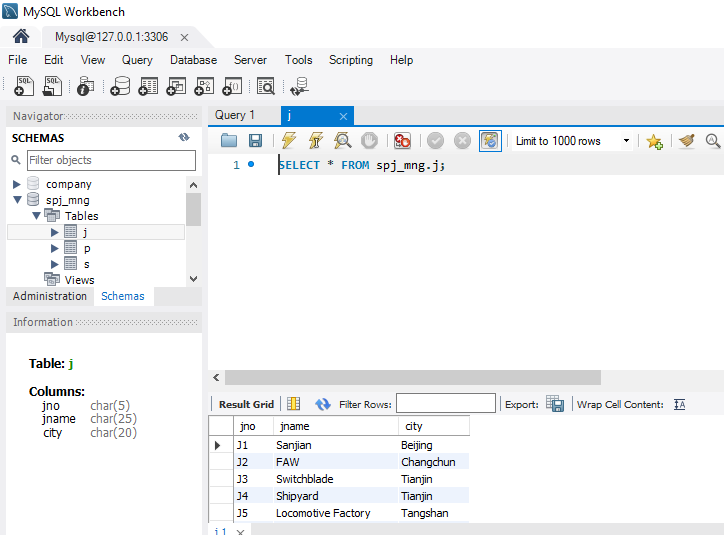 MySQL Workbench
Mysql@127.0.0.1:3306
File Edit View Query Database Server Tools Scripting Help
SQL SQL
Navigator
Query 1 j
SCHEMAS
Filter objects
Limit to 1000 rows
1 SELECT * FROM spj_mng.j;
company
spj_mng
Tables
j
p
s
Views
Administration Schemas
Information
Table: j
Columns:
jno char(5)
jname char(25)
city char(20)
Result Grid Filter Rows: Export: Wrap Cell Content: IA
jno jname city
J1 Sanjian Beijing
J2 FAW Changchun
J3 Switchblade Tianjin
J4 Shipyard Tianjin
J5 Locomotive Factory Tangshan
j 1